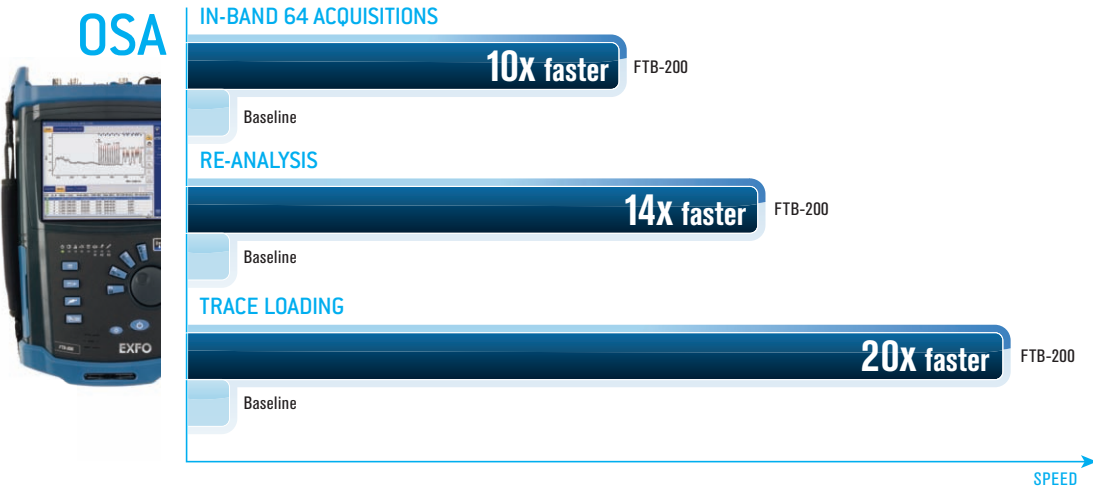 OSA
IN-BAND 64 ACQUISITIONS
10X faster
FTB-200
Baseline
RE-ANALYSIS
14X faster
FTB-200
Baseline
TRACE LOADING
20X faster
FTB-200
Baseline
SPEED
EXFO